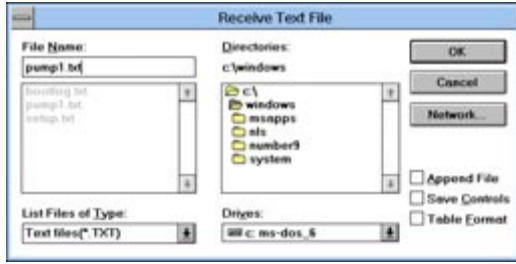 Receive Text File
File Name:
pump1.txt
bootlog.txt
pump1.txt
setup.txt
List Files of Type:
Text files(*.TXT)
Directories:
c:\windows
c:\
windows
msapps
nls
number9
system
Drives:
c: ms-dos_6
OK
Cancel
Network...
Append File
Save Controls
Table Format